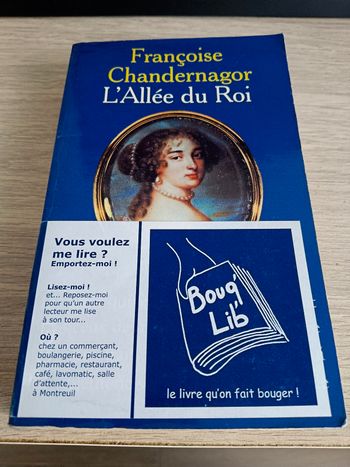 Françoise
Chandernagor
L'Allée du Roi
Vous voulez
me lire ?
Emportez-moi !
Lisez-moi !
et... Reposez-moi
pour qu'un autre
lecteur me lise
à son tour...
Où ?
chez un commerçant,
boulangerie, piscine,
pharmacie, restaurant,
café, lavomatic, salle
d'attente,...
à Montreuil
Bouq'
Lib'
le livre qu'on fait bouger !